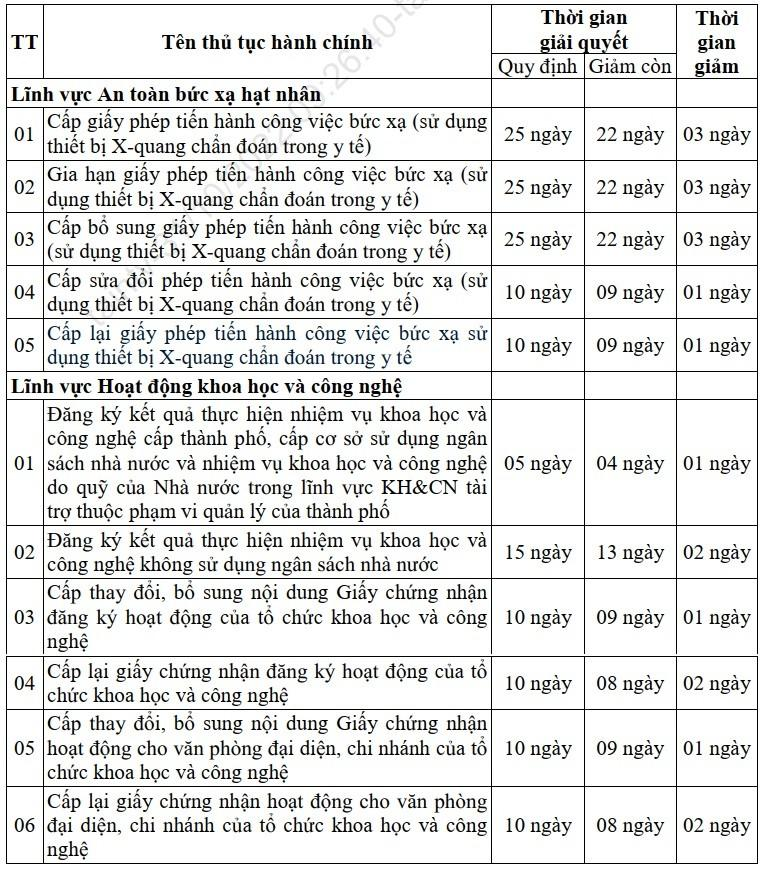 TT
Tên thủ tục hành chính
Thời gian
giải quyết
Thời
gian
giảm
Quy định
Giảm còn
Lĩnh vực An toàn bức xạ hạt nhân
01
Cấp giấy phép tiến hành công việc bức xạ (sử dụng
thiết bị X-quang chẩn đoán trong y tế)
25 ngày
22 ngày
03 ngày
02
Gia hạn giấy phép tiến hành công việc bức xạ (sử
dụng thiết bị X-quang chẩn đoán trong y tế)
25 ngày
22 ngày
03 ngày
03
Cấp bổ sung giấy phép tiến hành công việc bức xạ
(sử dụng thiết bị X-quang chẩn đoán trong y tế)
25 ngày
22 ngày
03 ngày
04
Cấp sửa đổi phép tiến hành công việc bức xạ (sử
dụng thiết bị X-quang chẩn đoán trong y tế)
10 ngày
09 ngày
01 ngày
05
Cấp lại giấy phép tiến hành công việc bức xạ sử
dụng thiết bị X-quang chẩn đoán trong y tế
10 ngày
09 ngày
01 ngày
Lĩnh vực Hoạt động khoa học và công nghệ
01
Đăng ký kết quả thực hiện nhiệm vụ khoa học và
công nghệ cấp thành phố, cấp cơ sở sử dụng ngân
sách nhà nước và nhiệm vụ khoa học và công nghệ
do quỹ của Nhà nước trong lĩnh vực KH&CN tài
trợ thuộc phạm vi quản lý của thành phố
05 ngày
04 ngày
01 ngày
02
Đăng ký kết quả thực hiện nhiệm vụ khoa học và
công nghệ không sử dụng ngân sách nhà nước
15 ngày
13 ngày
02 ngày
03
Cấp thay đổi, bổ sung nội dung Giấy chứng nhận
đăng ký hoạt động của tổ chức khoa học và công
nghệ
10 ngày
09 ngày
01 ngày
04
Cấp lại giấy chứng nhận đăng ký hoạt động của tổ
chức khoa học và công nghệ
10 ngày
08 ngày
02 ngày
05
Cấp thay đổi, bổ sung nội dung Giấy chứng nhận
hoạt động cho văn phòng đại diện, chi nhánh của tổ
chức khoa học và công nghệ
10 ngày
09 ngày
01 ngày
06
Cấp lại giấy chứng nhận hoạt động cho văn phòng
đại diện, chi nhánh của tổ chức khoa học và công
nghệ
10 ngày
08 ngày
02 ngày